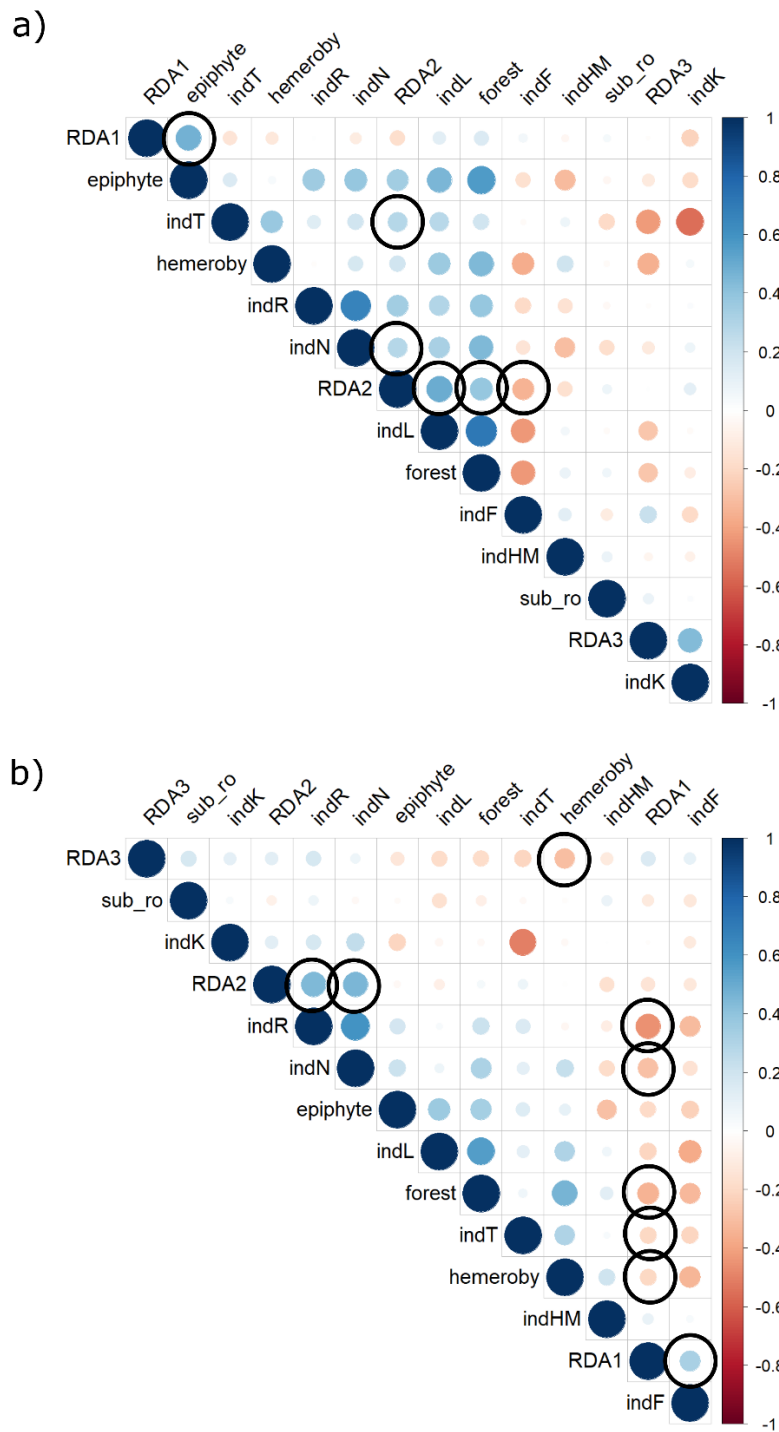 a)
RDA1 epiphyte indT hemeroby indR indN RDA2 indL forest indF indHM sub_ro RDA3 indK
RDA1
epiphyte
indT
hemeroby
indR
indN
RDA2
indL
forest
indF
indHM
sub_ro
RDA3
indK
1
0.8
0.6
0.4
0.2
0
-0.2
-0.4
-0.6
-0.8
-1
b)
RDA3 sub_ro indK RDA2 indR indN epiphyte indL forest indT hemeroby indHM RDA1 indF
RDA3
sub_ro
indK
RDA2
indR
indN
epiphyte
indL
forest
indT
hemeroby
indHM
RDA1
indF
1
0.8
0.6
0.4
0.2
0
-0.2
-0.4
-0.6
-0.8
-1